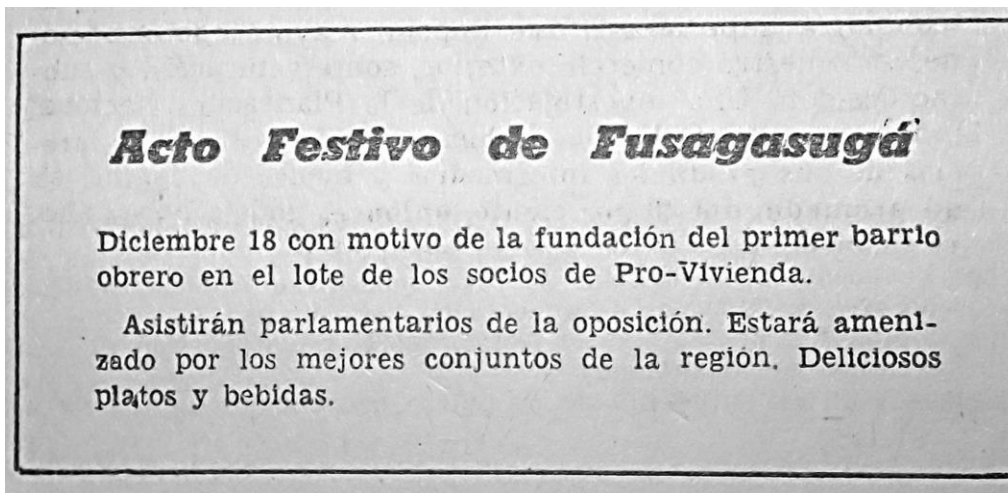 Acto Festivo de Fusagasugá
Diciembre 18 con motivo de la fundación del primer barrio
obrero en el lote de los socios de Pro-Vivienda.
Asistirán parlamentarios de la oposición. Estará ameni-
zado por los mejores conjuntos de la región. Deliciosos
platos y bebidas.